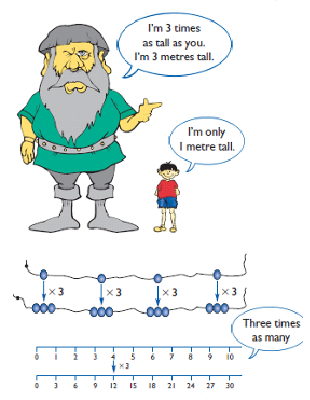 I'm 3 times
as tall as you.
I'm 3 metres tall.
I'm only
1 metre tall.
×3 ×3 ×3 ×3
Three times
as many
0 1 2 3 4 5 6 7 8 9 10
×3
0 3 6 9 12 15 18 21 24 27 30